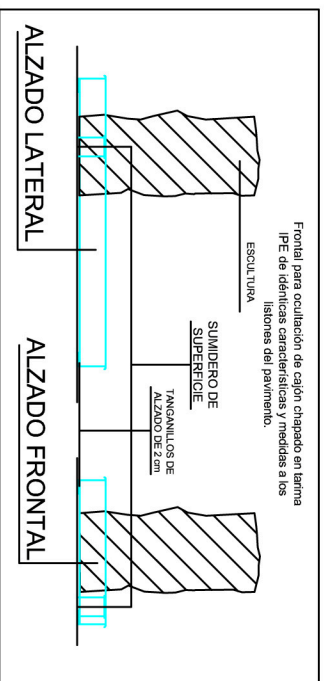 Frontal para ocultación de cajón chapado en tarima
IPE de idénticas características y medidas a los
listones del pavimento.
ESCULTURA
SUMIDERO DE
SUPERFICIE
TANGANILLOS DE
ALZADO DE 2 cm
ALZADO LATERAL
ALZADO FRONTAL